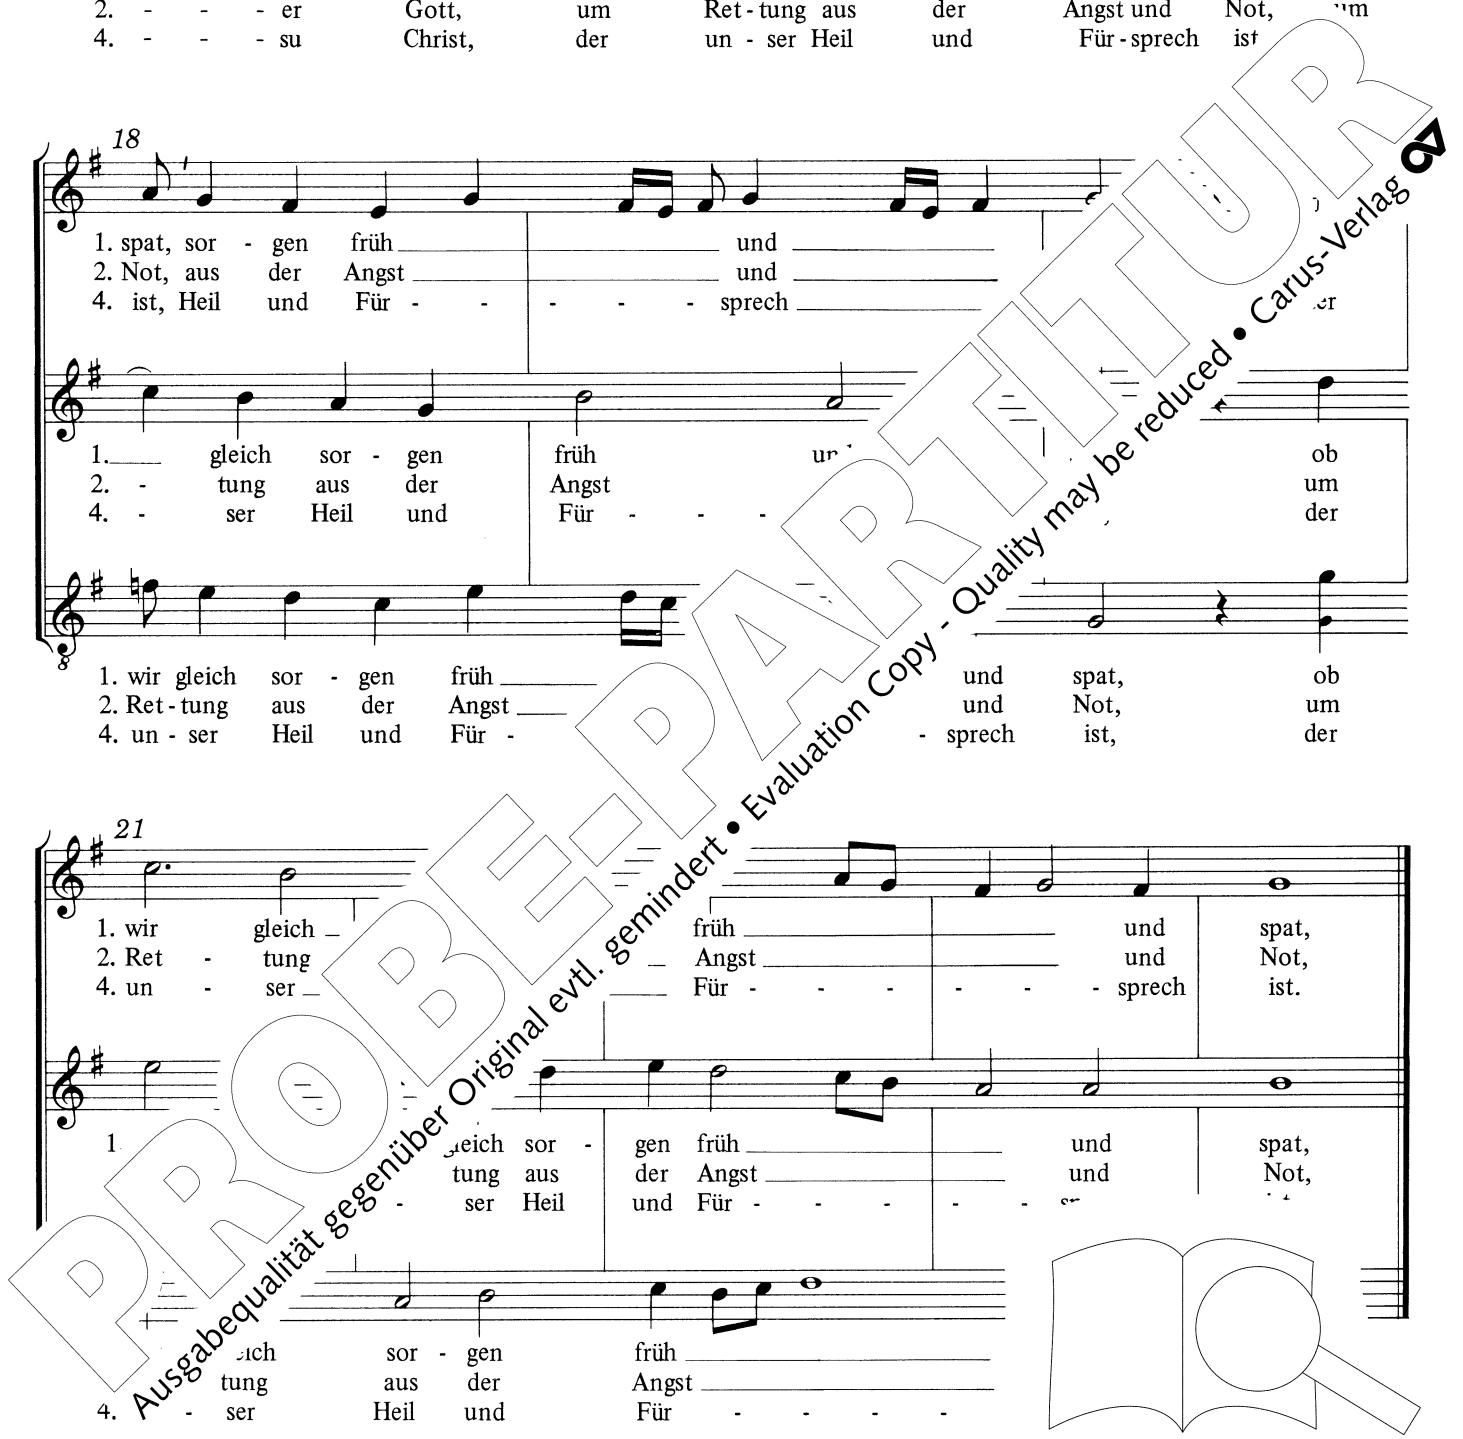 2. - - - er Gott, um Ret - tung aus der Angst und Not, um
4. - - - su Christ, der un - ser Heil und Für - sprech ist
18
1. spat, sor - gen früh und
2. Not, aus der Angst und
4. ist, Heil und Für - - - - - sprech
1. gleich sor - gen früh ob
2. - tung aus der Angst um
4. - ser Heil und Für - - - der
8
1. wir gleich sor - gen früh und spat, ob
2. Ret - tung aus der Angst und Not, um
4. un - ser Heil und Für - - sprech ist, der
21
1. wir gleich früh und spat,
2. Ret - tung Angst und Not,
4. un - ser Für - - - - - sprech ist.
1. sor - gen früh und spat,
tung aus der Angst und Not,
- ser Heil und Für - - - - -
sor - gen früh
tung aus der Angst
4. - ser Heil und Für - - - -
PROBE-PARTITUR
Ausgabequalität gegenüber Original evtl. gemindert • Evaluation Copy - Quality may be reduced • Carus-Verlag